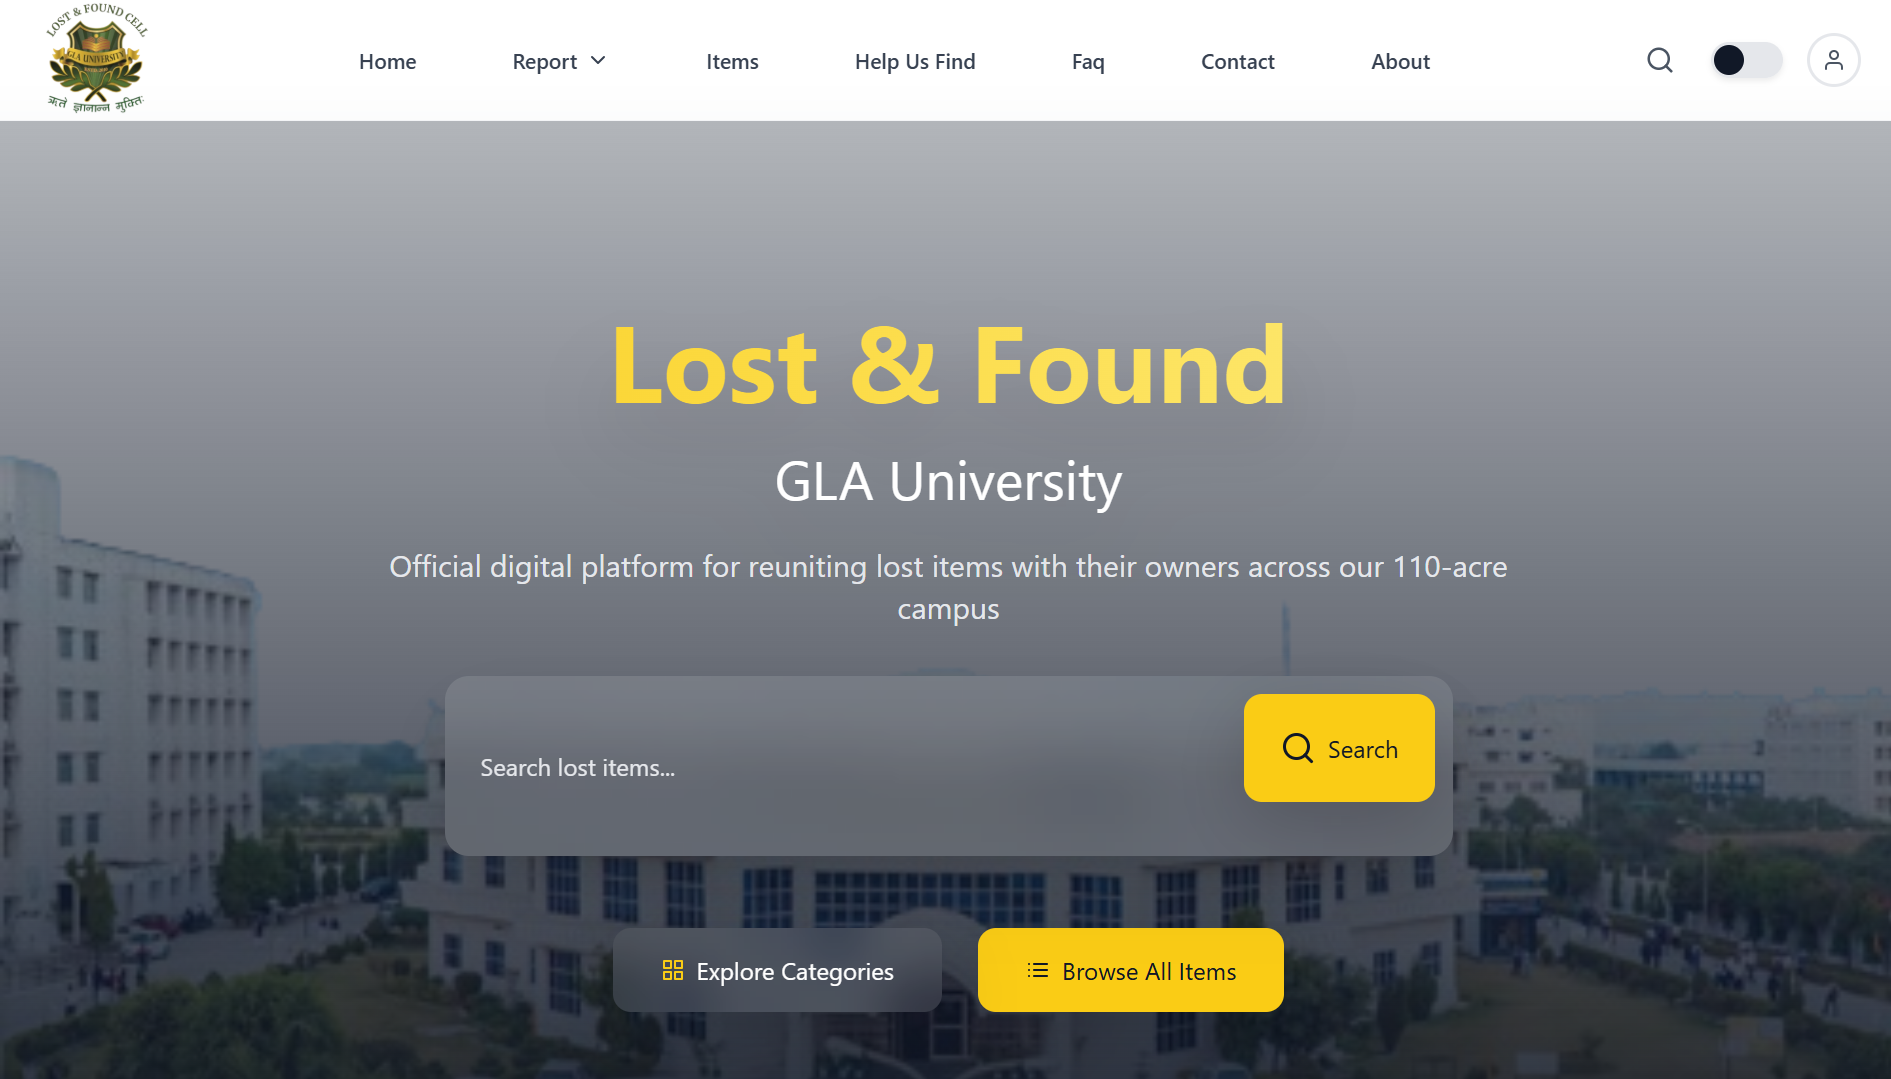 LOST & FOUND CELL
GLA UNIVERSITY
ऋते ज्ञानान्न मुक्तिः
Home
Report
Items
Help Us Find
Faq
Contact
About
Lost & Found
GLA University
Official digital platform for reuniting lost items with their owners across our 110-acre
campus
Search lost items...
Search
Explore Categories
Browse All Items